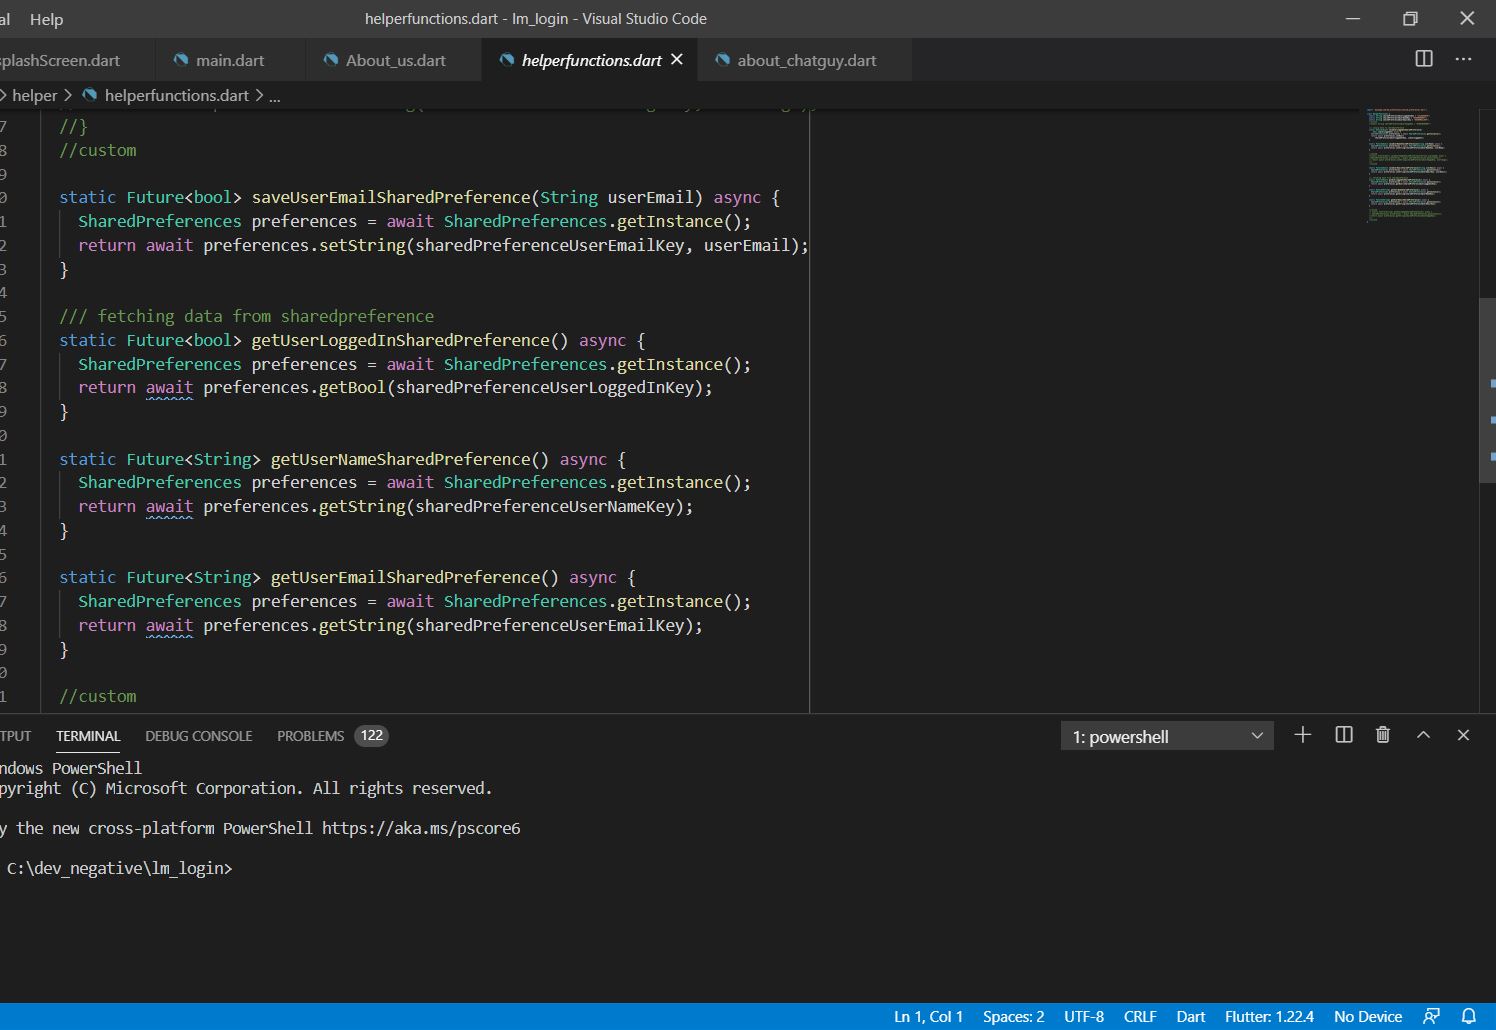 al Help helperfunctions.dart - lm_login - Visual Studio Code
splashScreen.dart main.dart About_us.dart helperfunctions.dart about_chatguy.dart
> helper > helperfunctions.dart > ...
7 //}
8 //custom
9
0 static Future<bool> saveUserEmailSharedPreference(String userEmail) async {
1 SharedPreferences preferences = await SharedPreferences.getInstance();
2 return await preferences.setString(sharedPreferenceUserEmailKey, userEmail);
3 }
4
5 /// fetching data from sharedpreference
6 static Future<bool> getUserLoggedInSharedPreference() async {
7 SharedPreferences preferences = await SharedPreferences.getInstance();
8 return await preferences.getBool(sharedPreferenceUserLoggedInKey);
9 }
0
1 static Future<String> getUserNameSharedPreference() async {
2 SharedPreferences preferences = await SharedPreferences.getInstance();
3 return await preferences.getString(sharedPreferenceUserNameKey);
4 }
5
6 static Future<String> getUserEmailSharedPreference() async {
7 SharedPreferences preferences = await SharedPreferences.getInstance();
8 return await preferences.getString(sharedPreferenceUserEmailKey);
9 }
0
1 //custom
TPUT TERMINAL DEBUG CONSOLE PROBLEMS 122 1: powershell
ndows PowerShell
pyright (C) Microsoft Corporation. All rights reserved.
y the new cross-platform PowerShell https://aka.ms/pscore6
C:\dev_negative\lm_login>
Ln 1, Col 1 Spaces: 2 UTF-8 CRLF Dart Flutter: 1.22.4 No Device